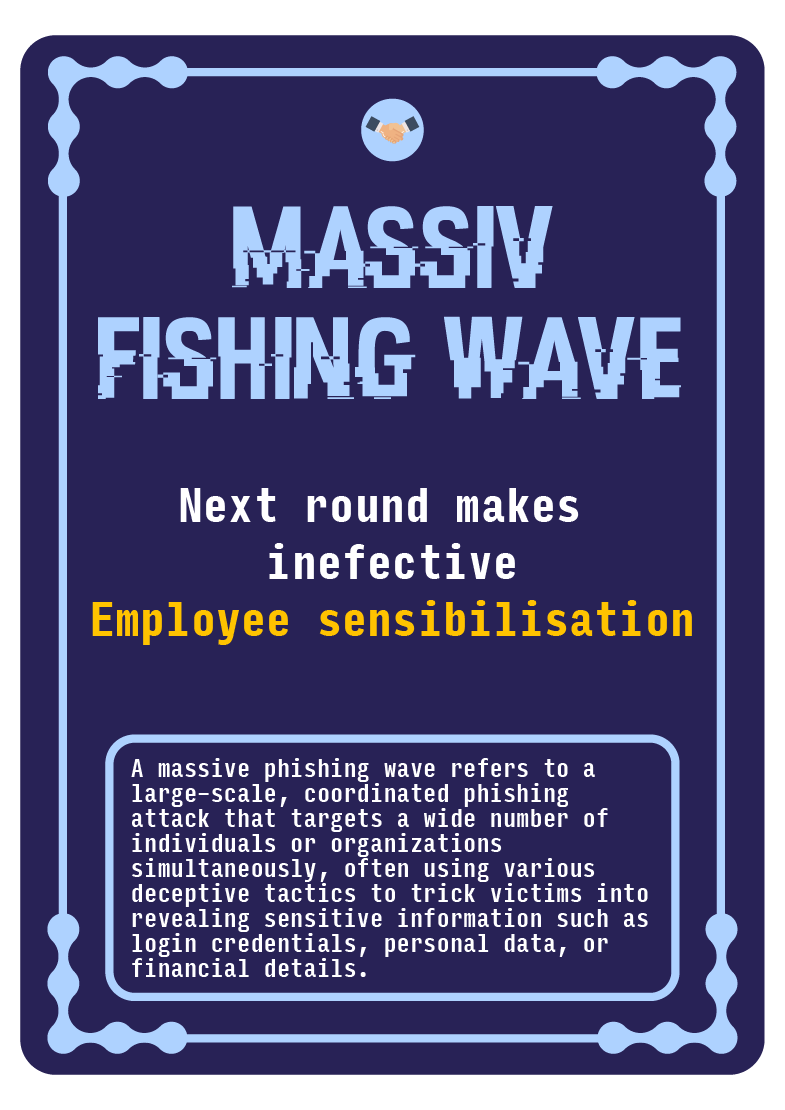 MASSIV
FISHING WAVE
Next round makes
inefective
Employee sensibilisation
A massive phishing wave refers to a
large-scale, coordinated phishing
attack that targets a wide number of
individuals or organizations
simultaneously, often using various
deceptive tactics to trick victims into
revealing sensitive information such as
login credentials, personal data, or
financial details.